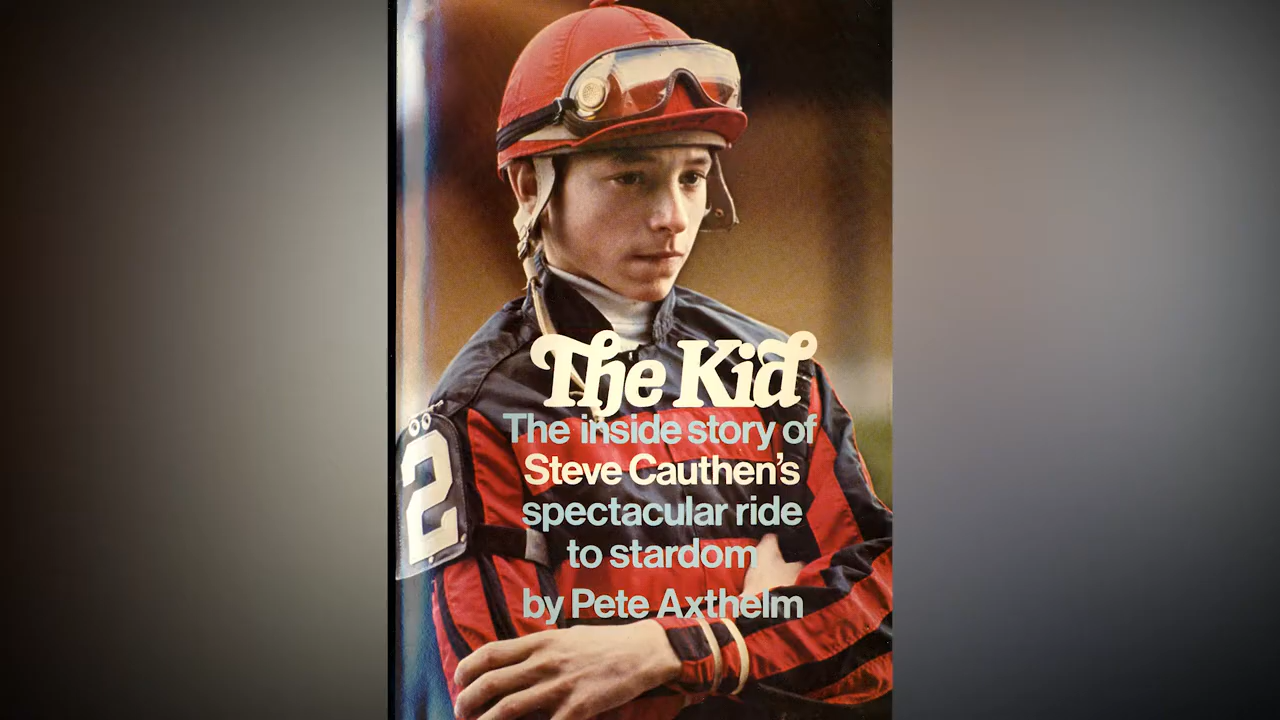 The Kid
The inside story of
Steve Cauthen's
spectacular ride
to stardom
by Pete Axthelm
2